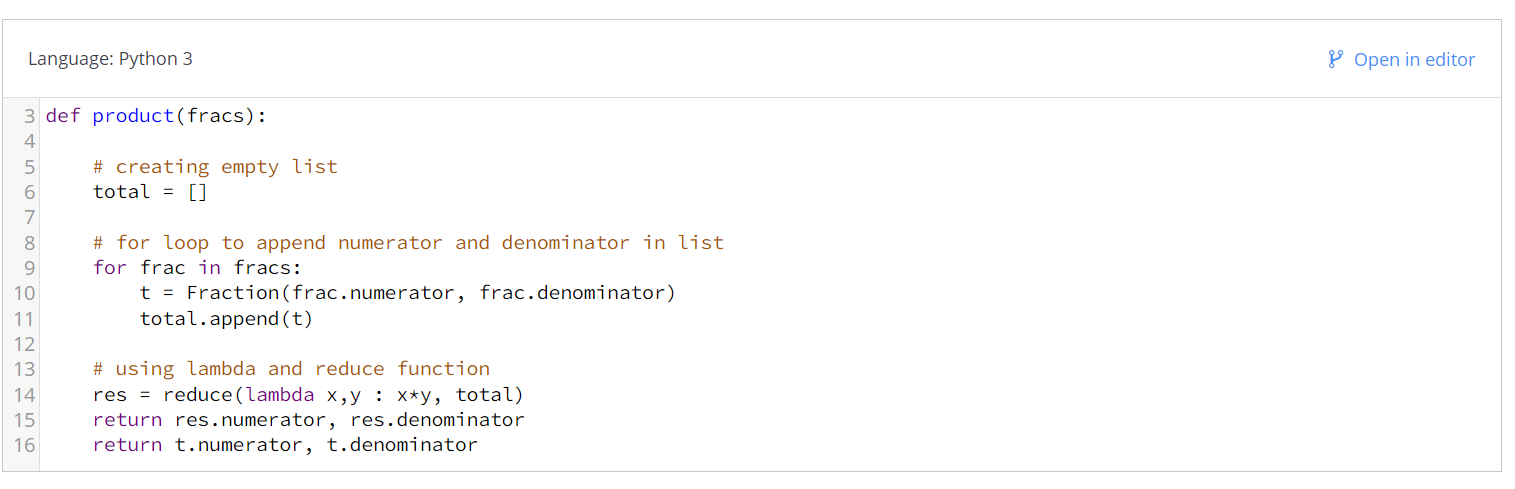 Language: Python 3
Open in editor
3 def product(fracs):
4
5     # creating empty list
6     total = []
7
8     # for loop to append numerator and denominator in list
9     for frac in fracs:
10         t = Fraction(frac.numerator, frac.denominator)
11         total.append(t)
12
13     # using lambda and reduce function
14     res = reduce(lambda x,y : x*y, total)
15     return res.numerator, res.denominator
16     return t.numerator, t.denominator